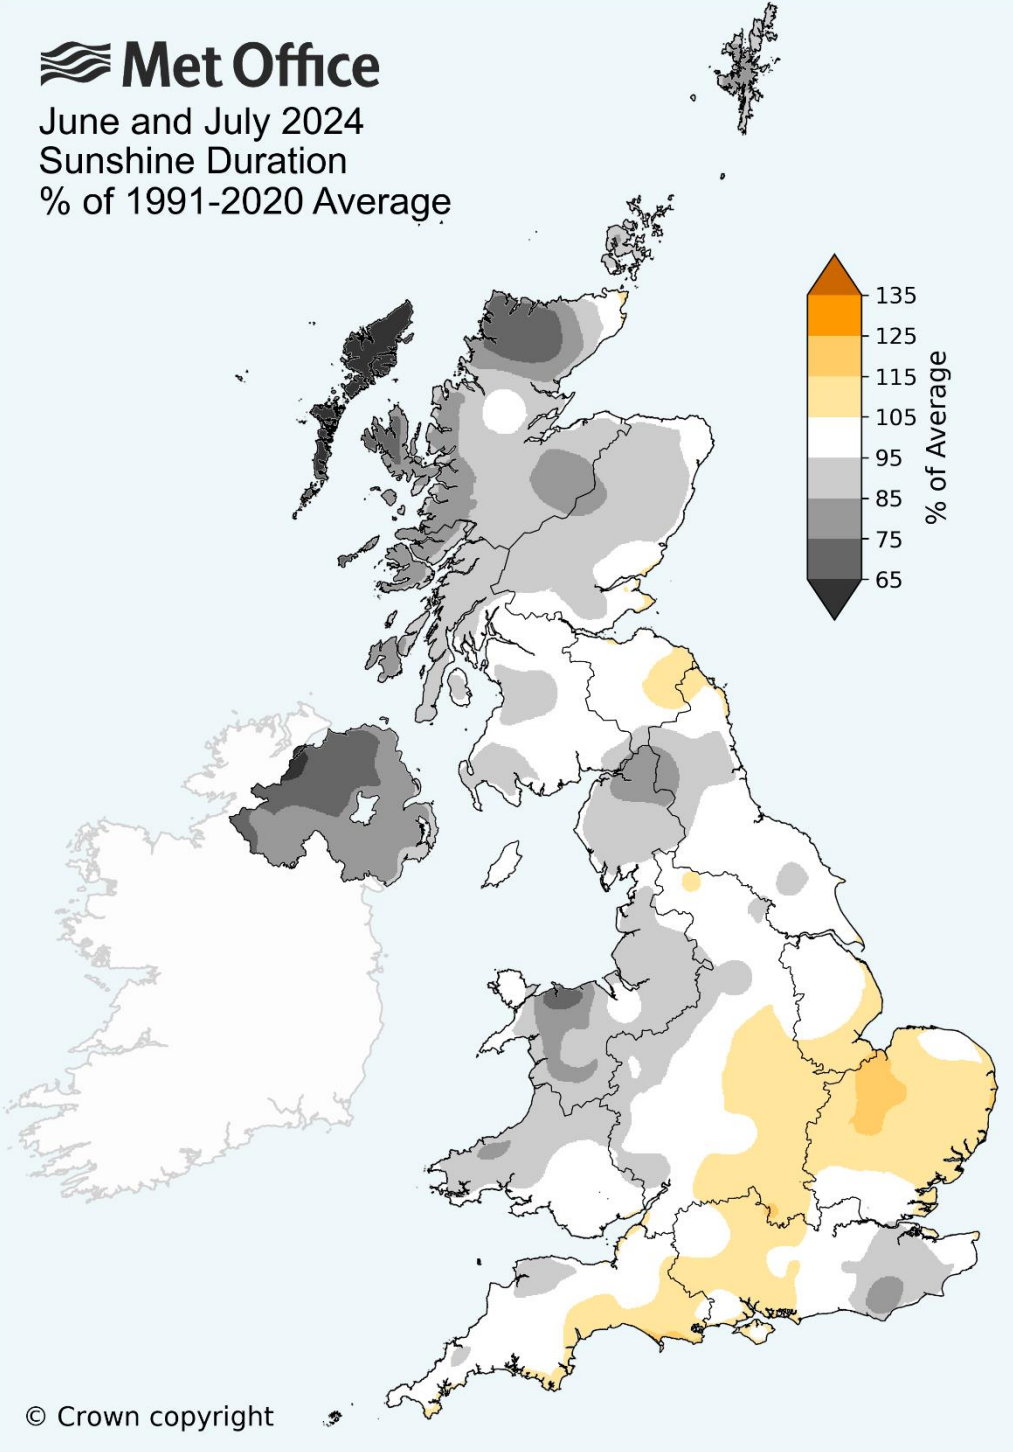 Met Office
June and July 2024
Sunshine Duration
% of 1991-2020 Average
135
125
115
105
95
85
75
65
% of Average
© Crown copyright